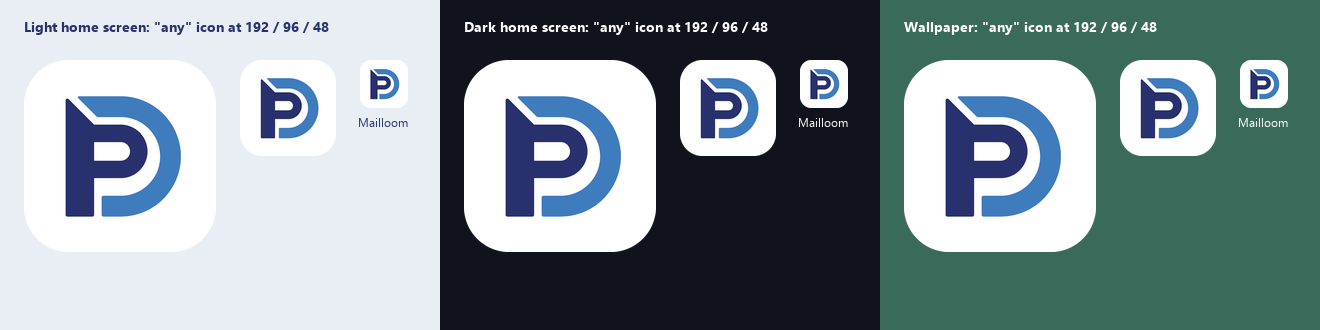 Light home screen: "any" icon at 192 / 96 / 48
Mailloom
Dark home screen: "any" icon at 192 / 96 / 48
Mailloom
Wallpaper: "any" icon at 192 / 96 / 48
Mailloom